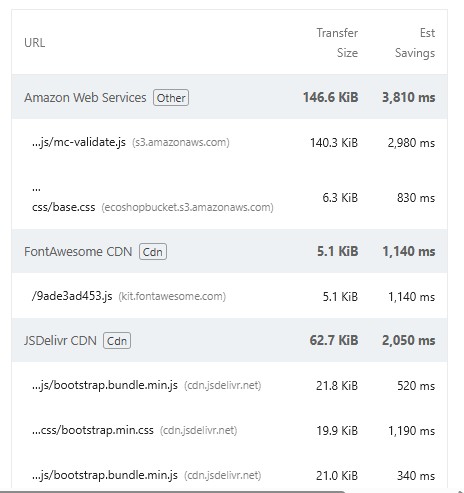 URL Transfer Size Est Savings
Amazon Web Services Other 146.6 KiB 3,810 ms
...js/mc-validate.js (s3.amazonaws.com) 140.3 KiB 2,980 ms
...
css/base.css (ecoshopbucket.s3.amazonaws.com) 6.3 KiB 830 ms
FontAwesome CDN Cdn 5.1 KiB 1,140 ms
/9ade3ad453.js (kit.fontawesome.com) 5.1 KiB 1,140 ms
JSDelivr CDN Cdn 62.7 KiB 2,050 ms
...js/bootstrap.bundle.min.js (cdn.jsdelivr.net) 21.8 KiB 520 ms
...css/bootstrap.min.css (cdn.jsdelivr.net) 19.9 KiB 1,190 ms
...js/bootstrap.bundle.min.js (cdn.jsdelivr.net) 21.0 KiB 340 ms